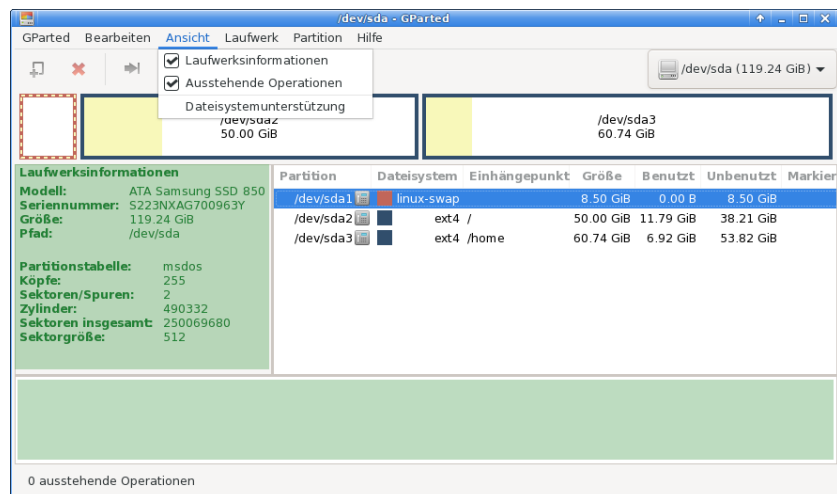 /dev/sda - GParted
GParted Bearbeiten Ansicht Laufwerk Partition Hilfe
Laufwerksinformationen
Ausstehende Operationen
Dateisystemunterstützung
/dev/sda (119.24 GiB)
/dev/sda2
50.00 GiB
/dev/sda3
60.74 GiB
Laufwerksinformationen
Modell: ATA Samsung SSD 850
Seriennummer: S223NXAG700963Y
Größe: 119.24 GiB
Pfad: /dev/sda
Partitionstabelle: msdos
Köpfe: 255
Sektoren/Spuren: 2
Zylinder: 490332
Sektoren insgesamt: 250069680
Sektorgröße: 512
Partition Dateisystem Einhängepunkt Größe Benutzt Unbenutzt Markier
/dev/sda1 linux-swap 8.50 GiB 0.00 B 8.50 GiB
/dev/sda2 ext4 / 50.00 GiB 11.79 GiB 38.21 GiB
/dev/sda3 ext4 /home 60.74 GiB 6.92 GiB 53.82 GiB
0 ausstehende Operationen